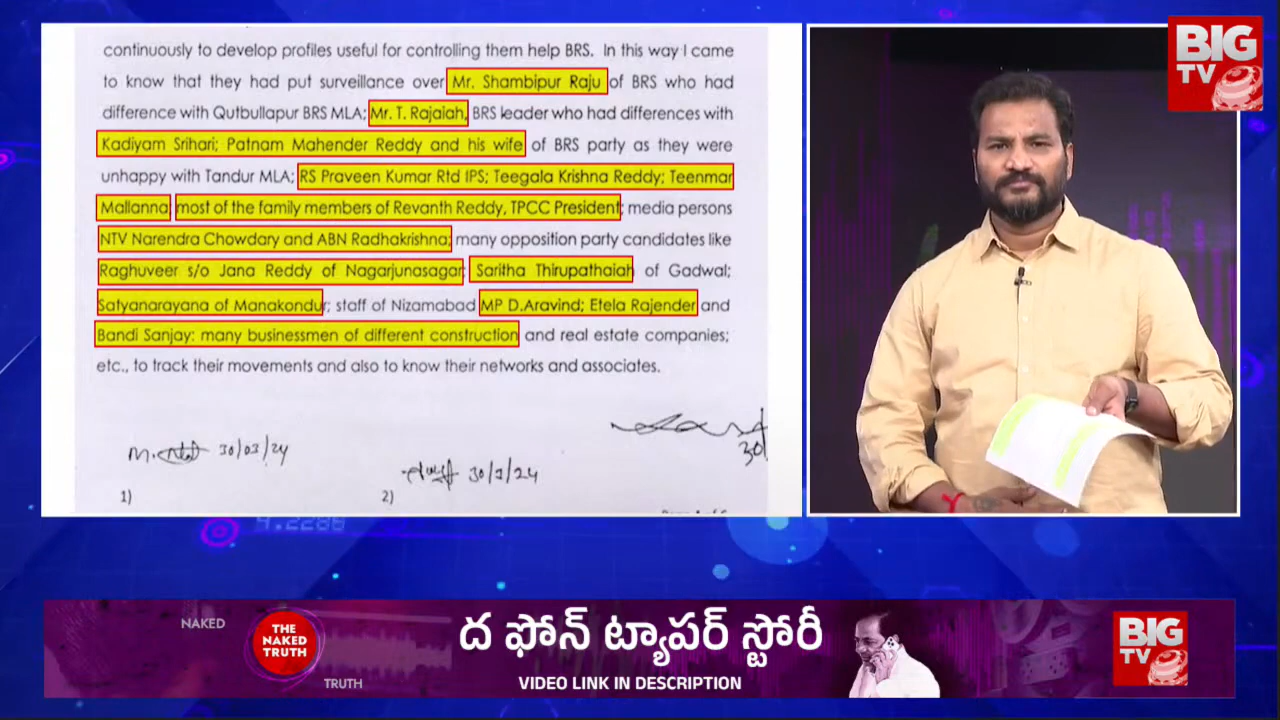 continuously to develop profiles useful for controlling them help BRS. In this way I came
to know that they had put surveillance over Mr. Shambipur Raju of BRS who had
difference with Qutbullapur BRS MLA; Mr. T. Rajaiah, BRS leader who had differences with
Kadiyam Srihari; Patnam Mahender Reddy and his wife of BRS party as they were
unhappy with Tandur MLA; RS Praveen Kumar Rtd IPS; Teegala Krishna Reddy; Teenmar
Mallanna; most of the family members of Revanth Reddy, TPCC President; media persons
NTV Narendra Chowdary and ABN Radhakrishna; many opposition party candidates like
Raghuveer s/o Jana Reddy of Nagarjunasagar; Saritha Thirupathaiah of Gadwal;
Satyanarayana of Manakondur; staff of Nizamabad MP D.Aravind; Etela Rajender and
Bandi Sanjay: many businessmen of different construction and real estate companies;
etc., to track their movements and also to know their networks and associates.
30/03/24
30/3/24
30/
1)
2)
BIG
TV
4.2286
NAKED
THE
NAKED
TRUTH
TRUTH
ద ఫోన్ ట్యాపర్ స్టోరీ
VIDEO LINK IN DESCRIPTION
BIG
TV